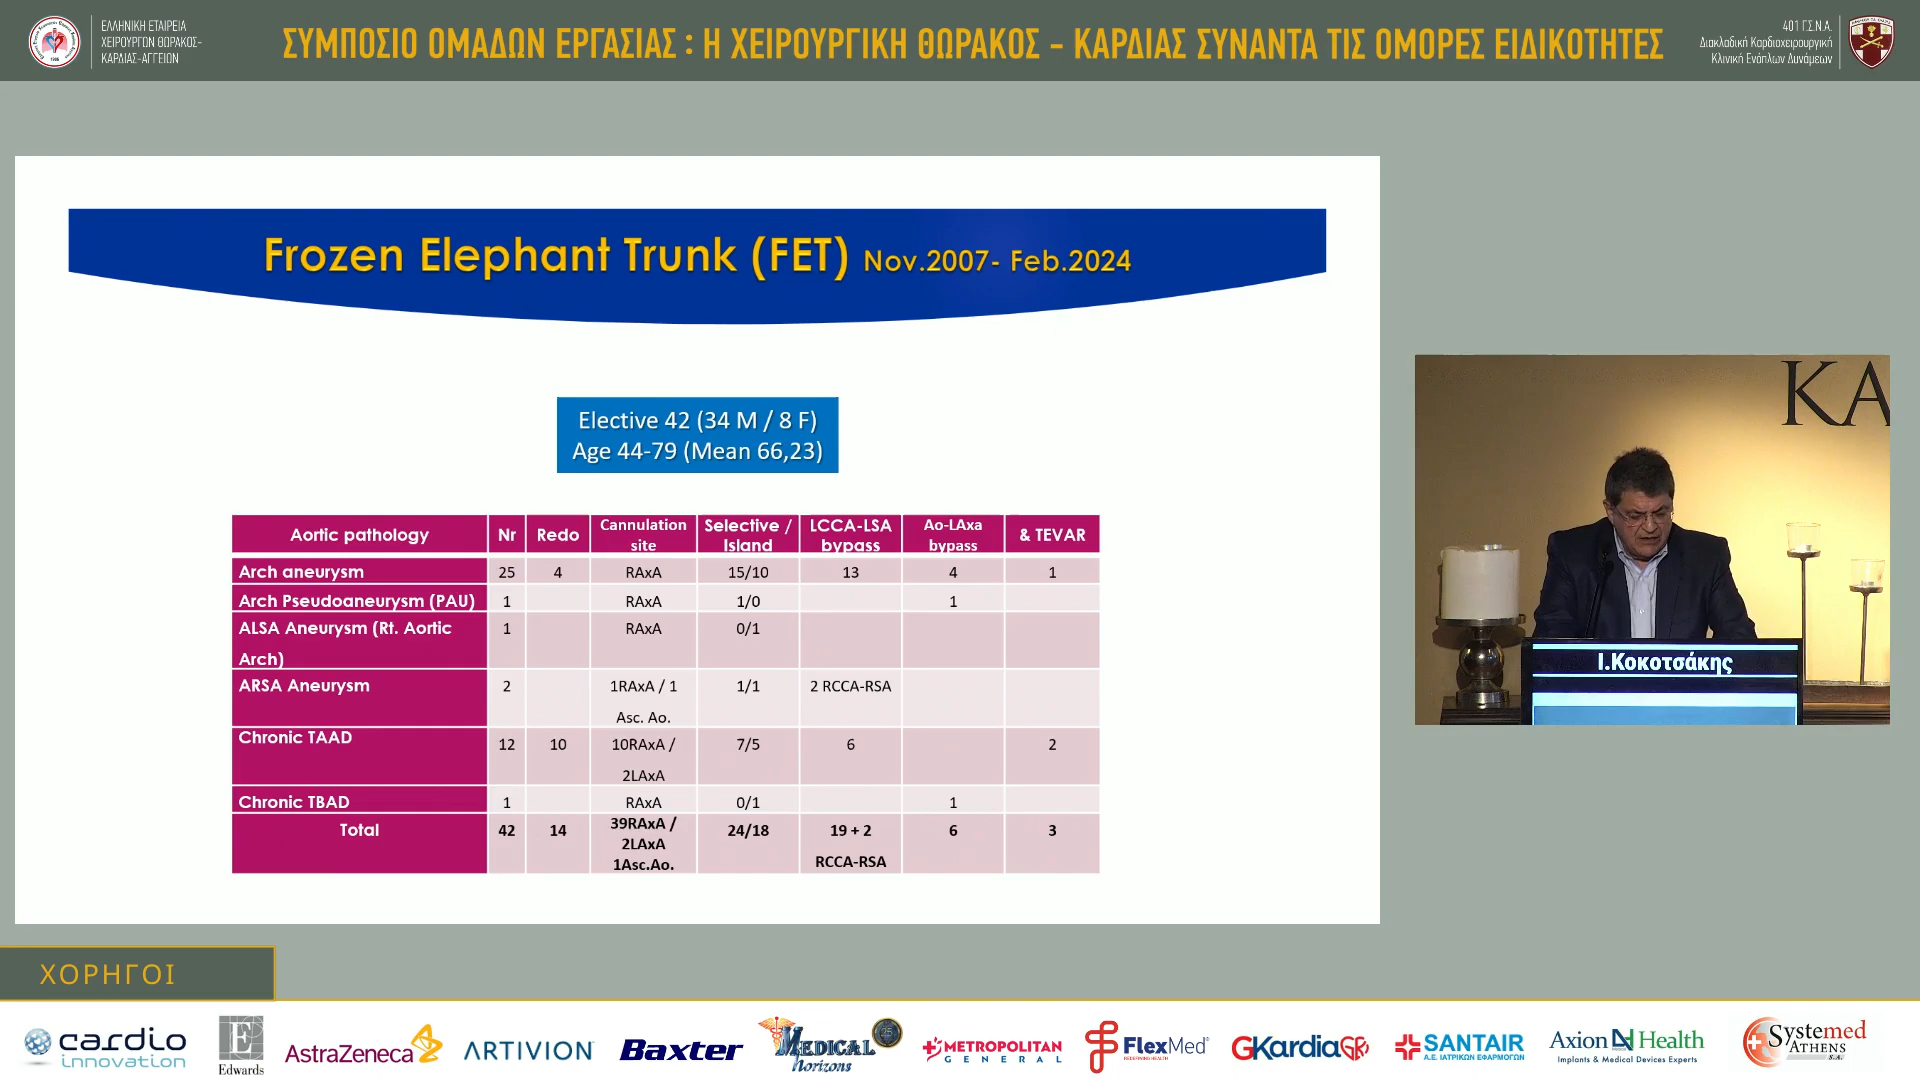 ΕΛΛΗΝΙΚΗ ΕΤΑΙΡΕΙΑ
ΧΕΙΡΟΥΡΓΩΝ ΘΩΡΑΚΟΣ-
ΚΑΡΔΙΑΣ-ΑΓΓΕΙΩΝ
ΣΥΜΠΟΣΙΟ ΟΜΑΔΩΝ ΕΡΓΑΣΙΑΣ : Η ΧΕΙΡΟΥΡΓΙΚΗ ΘΩΡΑΚΟΣ - ΚΑΡΔΙΑΣ ΣΥΝΑΝΤΑ ΤΙΣ ΟΜΟΡΕΣ ΕΙΔΙΚΟΤΗΤΕΣ
401 Γ.Σ.Ν.Α.
Διακλαδική Καρδιοχειρουργική
Κλινική Ενόπλων Δυνάμεων
Frozen Elephant Trunk (FET) Nov.2007- Feb.2024
Elective 42 (34 M / 8 F)
Age 44-79 (Mean 66,23)
Aortic pathology Nr Redo Cannulation site Selective / Island LCCA-LSA bypass Ao-LAxa bypass & TEVAR
Arch aneurysm 25 4 RAxA 15/10 13 4 1
Arch Pseudoaneurysm (PAU) 1 RAxA 1/0 1
ALSA Aneurysm (Rt. Aortic Arch) 1 RAxA 0/1
ARSA Aneurysm 2 1RAxA / 1 Asc. Ao. 1/1 2 RCCA-RSA
Chronic TAAD 12 10 10RAxA / 2LAxA 7/5 6 2
Chronic TBAD 1 RAxA 0/1 1
Total 42 14 39RAxA / 2LAxA 1Asc.Ao. 24/18 19 + 2 RCCA-RSA 6 3
KA
Ι.Κοκοτσάκης
ΧΟΡΗΓΟΙ
cardio innovation
Edwards
AstraZeneca
ARTIVION
Baxter
MEDICAL Horizons
METROPOLITAN GENERAL
FlexMed
GKardiaGR
SANTAIR
Α.Ε. ΙΑΤΡΙΚΩΝ ΕΦΑΡΜΟΓΩΝ
Axion Health
Implants & Medical Devices Experts
Systemed ATHENS S.A.